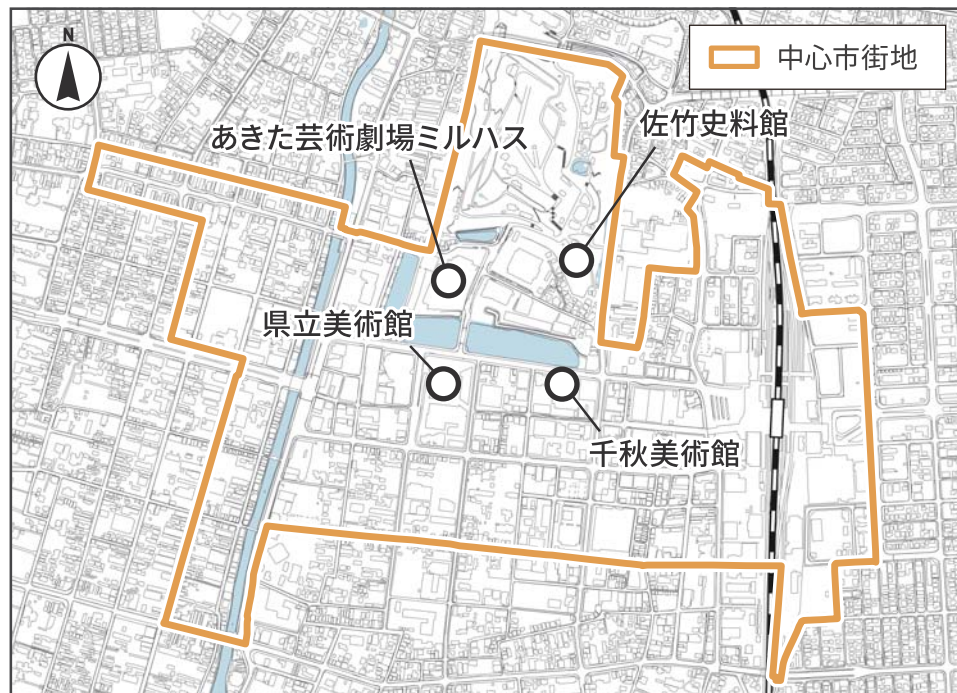 N
中心市街地
あきた芸術劇場ミルハス
佐竹史料館
県立美術館
千秋美術館